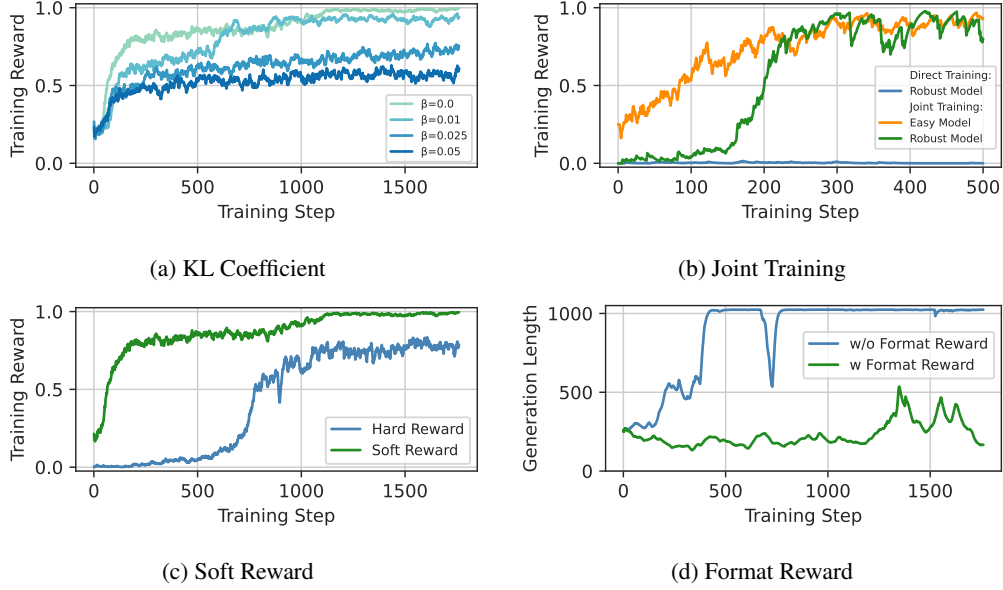 1.0
0.5
0.0
Training Reward
β=0.0
β=0.01
β=0.025
β=0.05
0
500
1000
1500
Training Step
(a) KL Coefficient
1.0
0.5
0.0
Training Reward
Direct Training:
Robust Model
Joint Training:
Easy Model
Robust Model
0
100
200
300
400
500
Training Step
(b) Joint Training
1.0
0.5
0.0
Training Reward
Hard Reward
Soft Reward
0
500
1000
1500
Training Step
(c) Soft Reward
1000
500
0
Generation Length
w/o Format Reward
w Format Reward
0
500
1000
1500
Training Step
(d) Format Reward